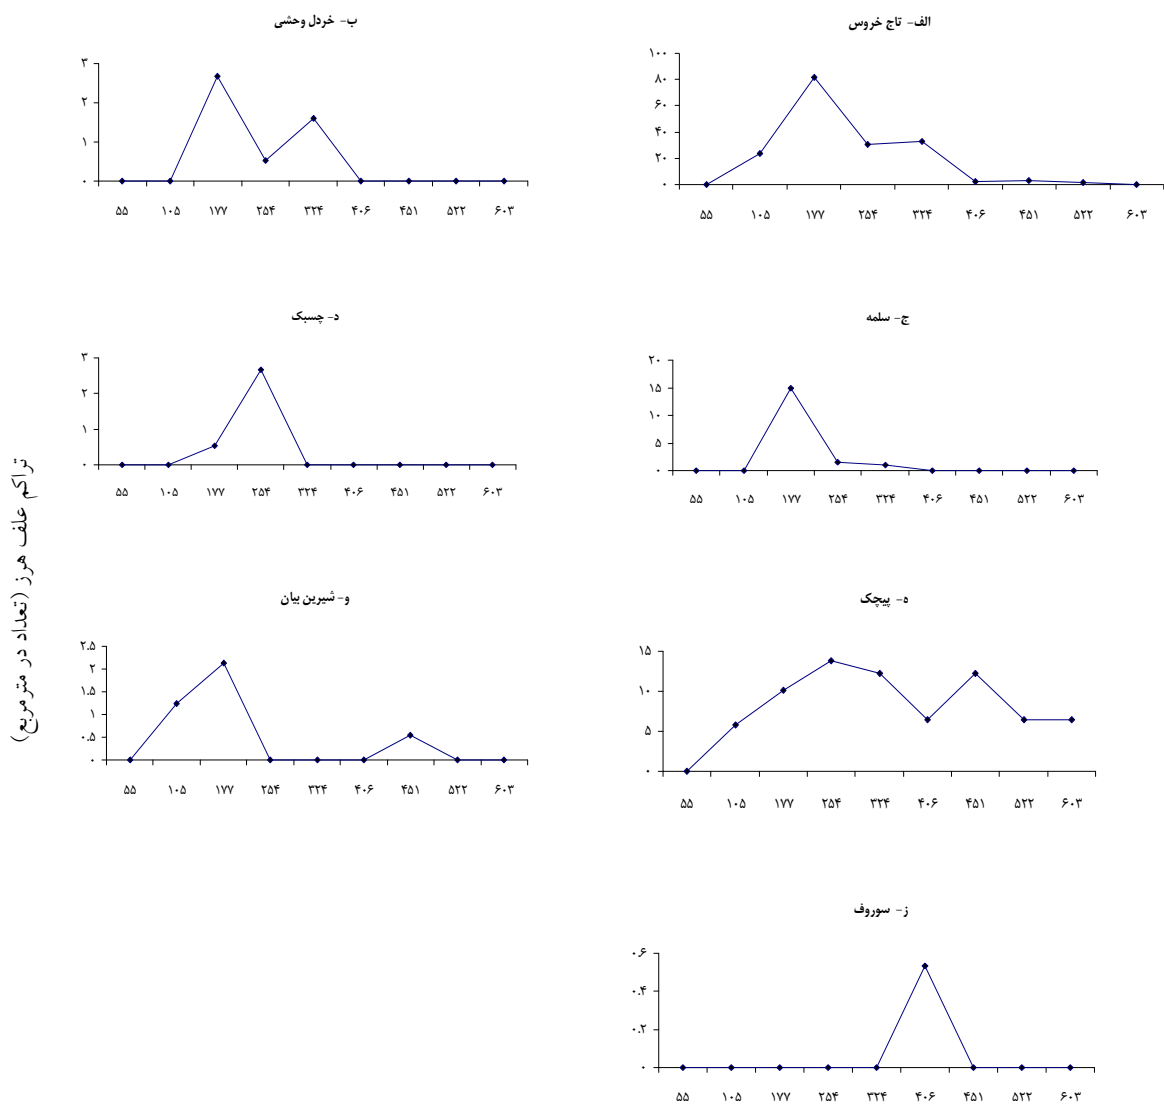 الف- تاج خروس
۱۰۰
۸۰
۶۰
۴۰
۲۰
۰
۵۵ ۱۰۵ ۱۷۷ ۲۵۴ ۳۲۴ ۴۰۶ ۴۵۱ ۵۲۲ ۶۰۳
ب- خردل وحشی
۳
۲
۱
۰
۵۵ ۱۰۵ ۱۷۷ ۲۵۴ ۳۲۴ ۴۰۶ ۴۵۱ ۵۲۲ ۶۰۳
ج- سلمه
۲۰
۱۵
۱۰
۵
۰
۵۵ ۱۰۵ ۱۷۷ ۲۵۴ ۳۲۴ ۴۰۶ ۴۵۱ ۵۲۲ ۶۰۳
د- چسبک
۳
۲
۱
۰
۵۵ ۱۰۵ ۱۷۷ ۲۵۴ ۳۲۴ ۴۰۶ ۴۵۱ ۵۲۲ ۶۰۳
ه- پیچک
۱۵
۱۰
۵
۰
۵۵ ۱۰۵ ۱۷۷ ۲۵۴ ۳۲۴ ۴۰۶ ۴۵۱ ۵۲۲ ۶۰۳
و- شیرین بیان
۲.۵
۲
۱.۵
۱
۰.۵
۰
۵۵ ۱۰۵ ۱۷۷ ۲۵۴ ۳۲۴ ۴۰۶ ۴۵۱ ۵۲۲ ۶۰۳
ز- سوروف
۰.۶
۰.۴
۰.۲
۰
۵۵ ۱۰۵ ۱۷۷ ۲۵۴ ۳۲۴ ۴۰۶ ۴۵۱ ۵۲۲ ۶۰۳
تراکم علف هرز (تعداد در متر مربع)